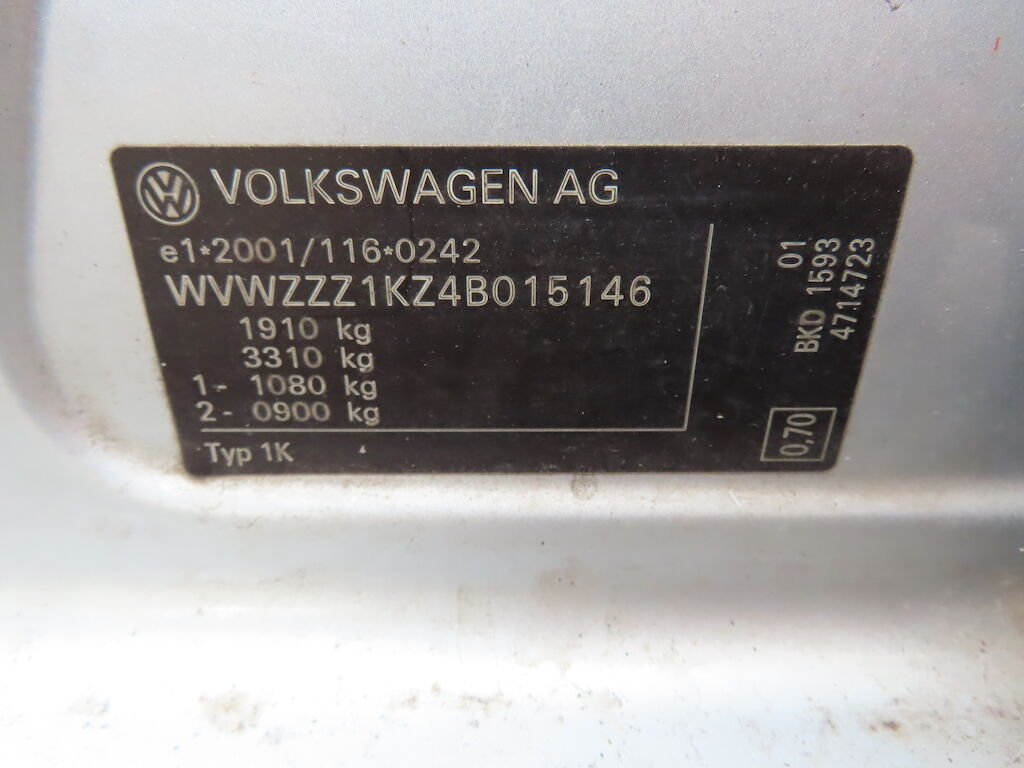 VOLKSWAGEN AG
e1*2001/116*0242
WVWZZZ1KZ4B015146
1910 kg
3310 kg
1- 1080 kg
2- 0900 kg
Typ 1K
01
BKD 1593
4714723
0,70